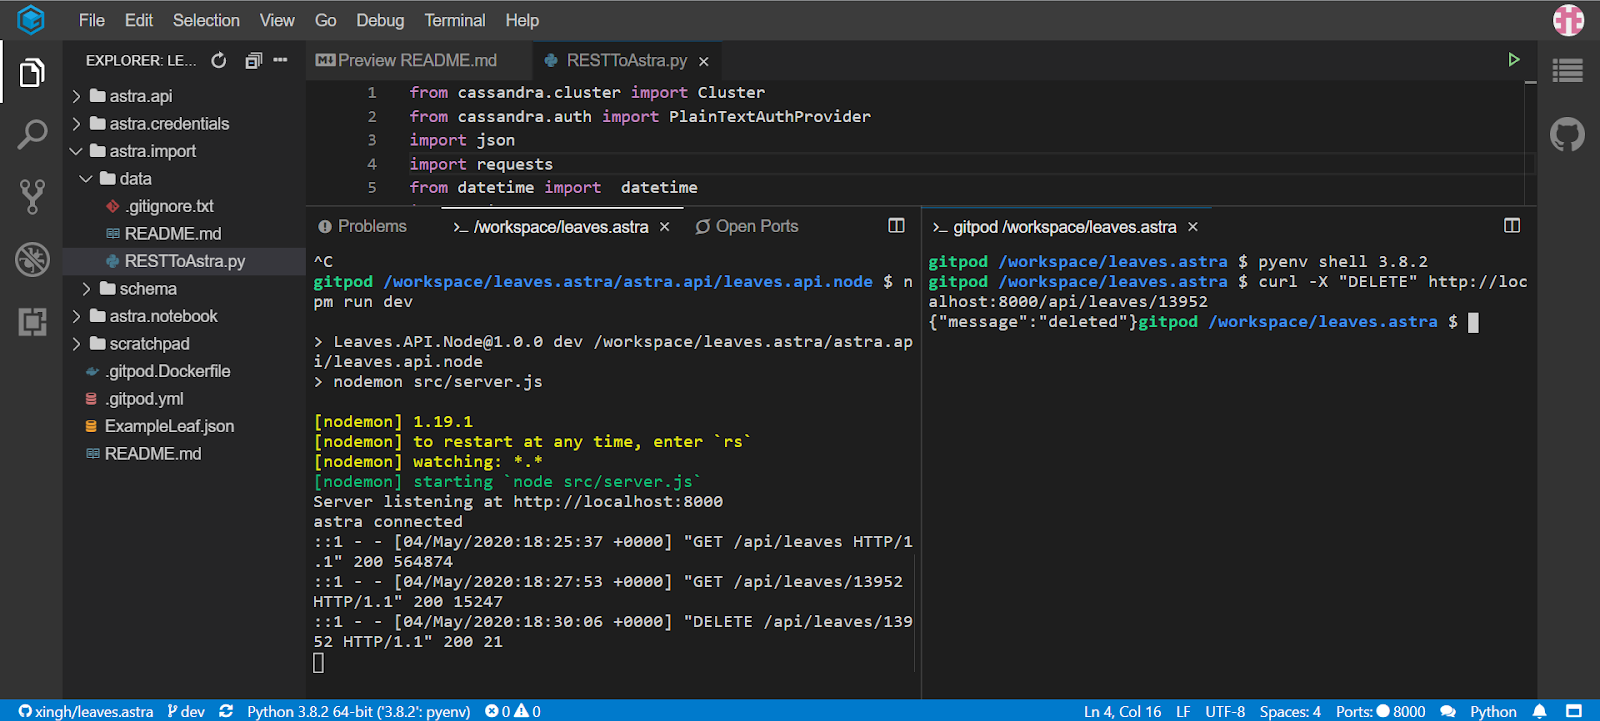 File Edit Selection View Go Debug Terminal Help
EXPLORER: LE...
astra.api
astra.credentials
astra.import
data
.gitignore.txt
README.md
RESTToAstra.py
schema
astra.notebook
scratchpad
.gitpod.Dockerfile
.gitpod.yml
ExampleLeaf.json
README.md
Preview README.md RESTToAstra.py
1 from cassandra.cluster import Cluster
2 from cassandra.auth import PlainTextAuthProvider
3 import json
4 import requests
5 from datetime import  datetime
Problems >_ /workspace/leaves.astra Open Ports
^C
gitpod /workspace/leaves.astra/astra.api/leaves.api.node $ n
pm run dev
> Leaves.API.Node@1.0.0 dev /workspace/leaves.astra/astra.ap
i/leaves.api.node
> nodemon src/server.js
[nodemon] 1.19.1
[nodemon] to restart at any time, enter `rs`
[nodemon] watching: *.*
[nodemon] starting `node src/server.js`
Server listening at http://localhost:8000
astra connected
::1 - - [04/May/2020:18:25:37 +0000] "GET /api/leaves HTTP/1
.1" 200 564874
::1 - - [04/May/2020:18:27:53 +0000] "GET /api/leaves/13952
HTTP/1.1" 200 15247
::1 - - [04/May/2020:18:30:06 +0000] "DELETE /api/leaves/139
52 HTTP/1.1" 200 21
>_ gitpod /workspace/leaves.astra
gitpod /workspace/leaves.astra $ pyenv shell 3.8.2
gitpod /workspace/leaves.astra $ curl -X "DELETE" http://loc
alhost:8000/api/leaves/13952
{"message":"deleted"}gitpod /workspace/leaves.astra $
xingh/leaves.astra dev Python 3.8.2 64-bit ('3.8.2': pyenv) 0 0 Ln 4, Col 16 LF UTF-8 Spaces: 4 Ports: 8000 Python